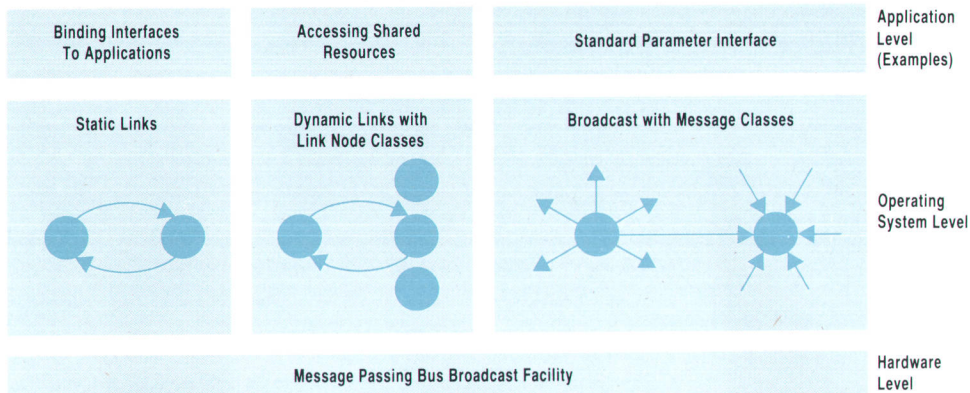 Binding Interfaces
To Applications
Accessing Shared
Resources
Standard Parameter Interface
Application
Level
(Examples)
Static Links
Dynamic Links with
Link Node Classes
Broadcast with Message Classes
Operating
System Level
Message Passing Bus Broadcast Facility
Hardware
Level